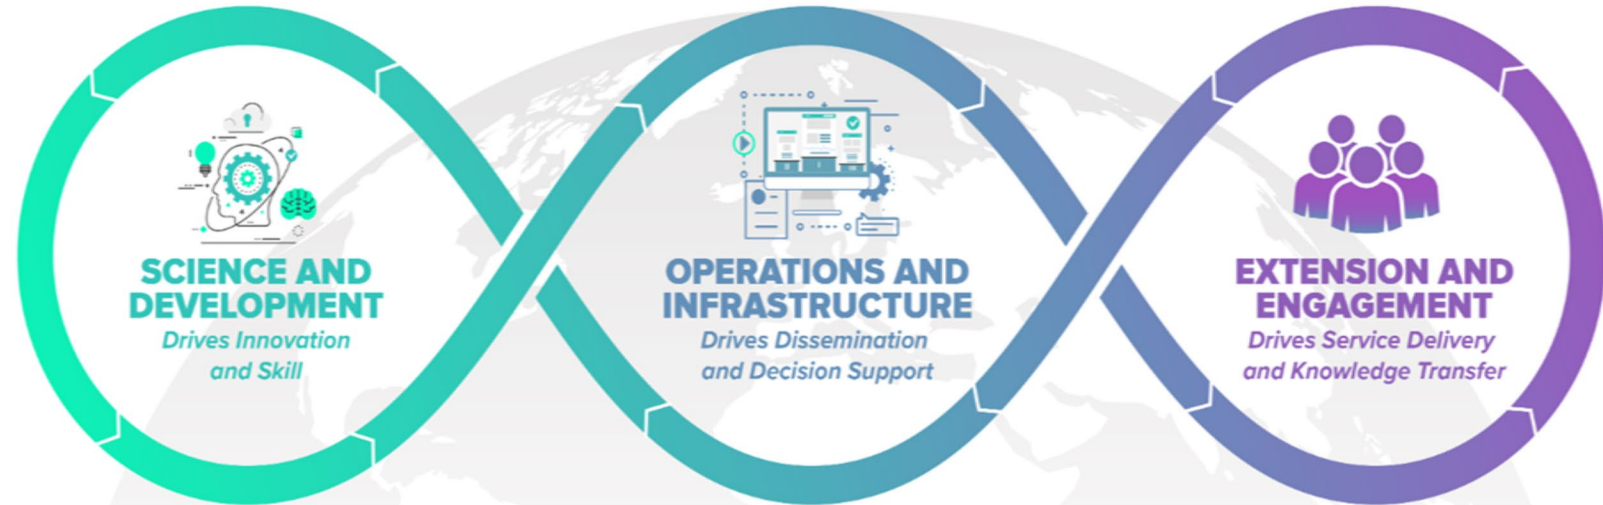 SCIENCE AND
DEVELOPMENT
Drives Innovation
and Skill
OPERATIONS AND
INFRASTRUCTURE
Drives Dissemination
and Decision Support
EXTENSION AND
ENGAGEMENT
Drives Service Delivery
and Knowledge Transfer